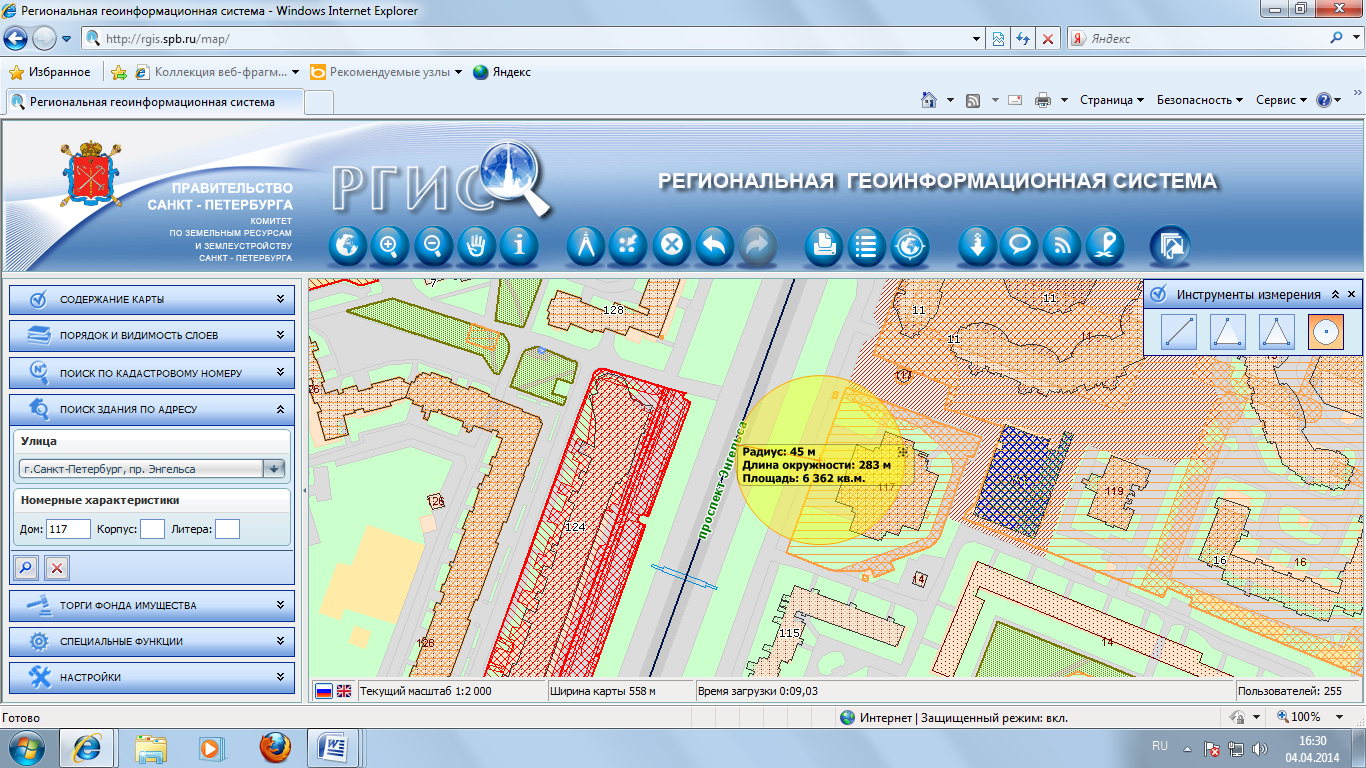 Региональная геоинформационная система - Windows Internet Explorer
http://rgis.spb.ru/map/
Яндекс
Избранное
Коллекция веб-фрагм...
Рекомендуемые узлы
Яндекс
Региональная геоинформационная система
Страница
Безопасность
Сервис
ПРАВИТЕЛЬСТВО
САНКТ - ПЕТЕРБУРГА
КОМИТЕТ
ПО ЗЕМЕЛЬНЫМ РЕСУРСАМ
И ЗЕМЛЕУСТРОЙСТВУ
САНКТ - ПЕТЕРБУРГА
РГИС
РЕГИОНАЛЬНАЯ ГЕОИНФОРМАЦИОННАЯ СИСТЕМА
СОДЕРЖАНИЕ КАРТЫ
ПОРЯДОК И ВИДИМОСТЬ СЛОЕВ
ПОИСК ПО КАДАСТРОВОМУ НОМЕРУ
ПОИСК ЗДАНИЯ ПО АДРЕСУ
Улица
г.Санкт-Петербург, пр. Энгельса
Номерные характеристики
Дом: 117 Корпус: Литера:
ТОРГИ ФОНДА ИМУЩЕСТВА
СПЕЦИАЛЬНЫЕ ФУНКЦИИ
НАСТРОЙКИ
Инструменты измерения
128
11
11
11
11
117
26
124
126
проспект Энгельса
Радиус: 45 м
Длина окружности: 283 м
Площадь: 6 362 кв.м.
117
119
16
16
14
14
115
126
Текущий масштаб 1:2 000
Ширина карты 558 м
Время загрузки 0:09,03
Пользователей: 255
Готово
Интернет | Защищенный режим: вкл.
100%
RU
16:30
04.04.2014